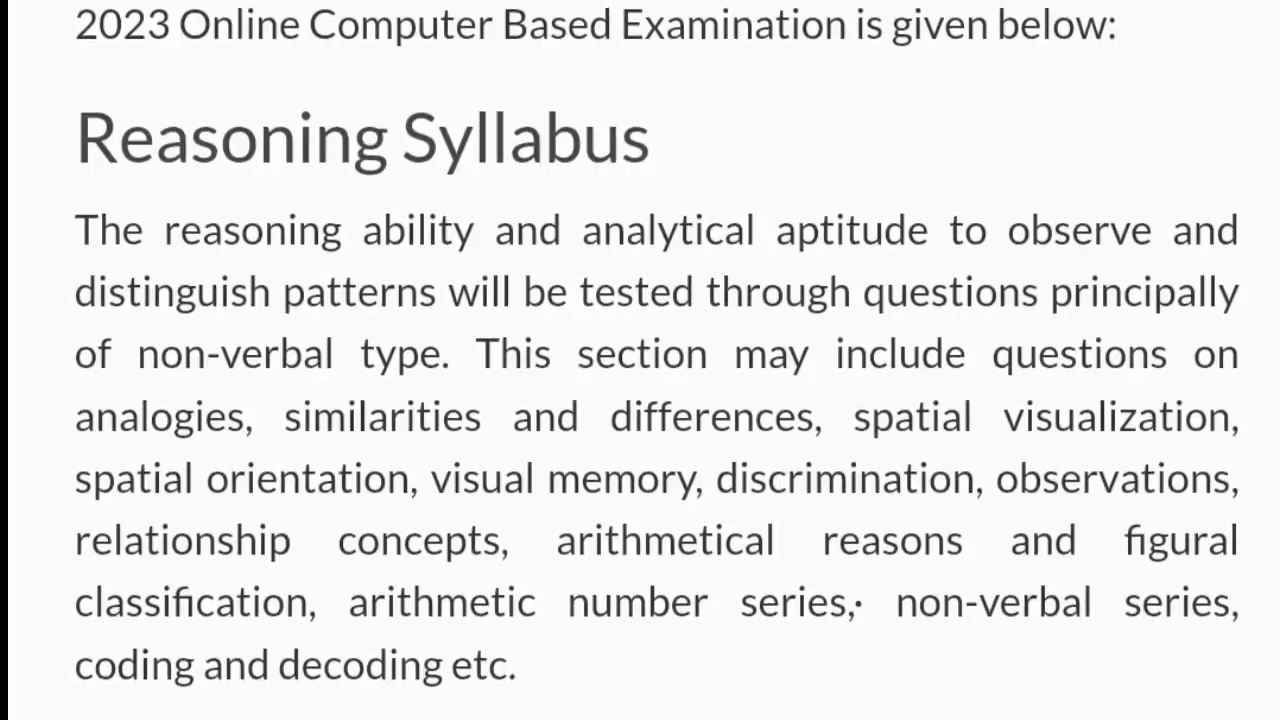 2023 Online Computer Based Examination is given below:
Reasoning Syllabus
The reasoning ability and analytical aptitude to observe and
distinguish patterns will be tested through questions principally
of non-verbal type. This section may include questions on
analogies, similarities and differences, spatial visualization,
spatial orientation, visual memory, discrimination, observations,
relationship concepts, arithmetical reasons and figural
classification, arithmetic number series,· non-verbal series,
coding and decoding etc.